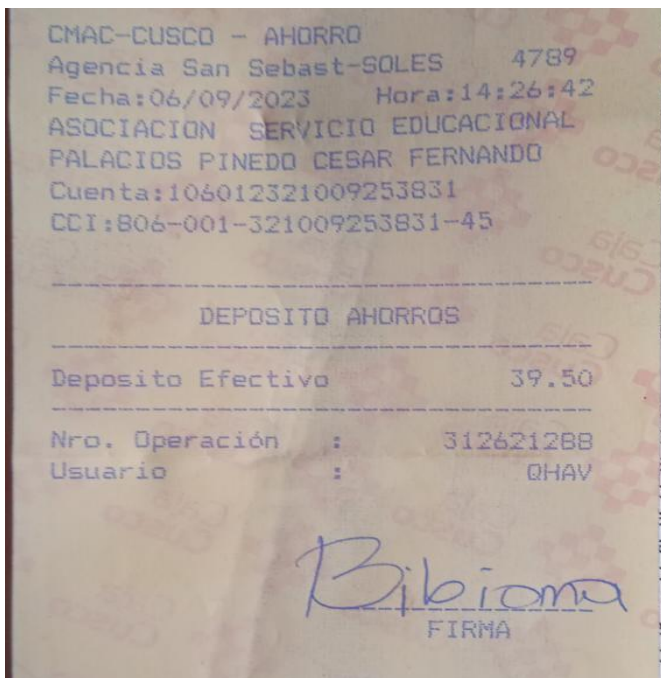 CMAC-CUSCO - AHORRO
Agencia San Sebast-SOLES 4789
Fecha:06/09/2023 Hora:14:26:42
ASOCIACION SERVICIO EDUCACIONAL
PALACIOS PINEDO CESAR FERNANDO
Cuenta:106012321009253831
CCI:806-001-321009253831-45
DEPOSITO AHORROS
Deposito Efectivo 39.50
Nro. Operación : 312621288
Usuario : QHAV
Bibiana
FIRMA
Caja Cusco